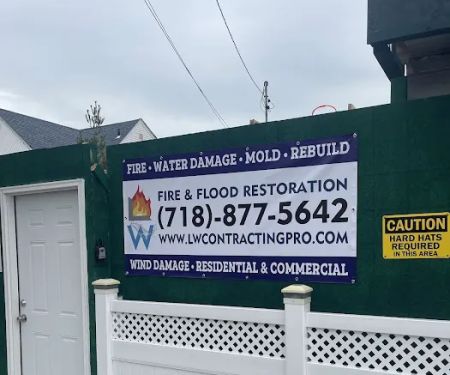 FIRE • WATER DAMAGE • MOLD • REBUILD
FIRE & FLOOD RESTORATION
(718)-877-5642
W
WWW.LWCONTRACTINGPRO.COM
WIND DAMAGE • RESIDENTIAL & COMMERCIAL
CAUTION
HARD HATS
REQUIRED
IN THIS AREA